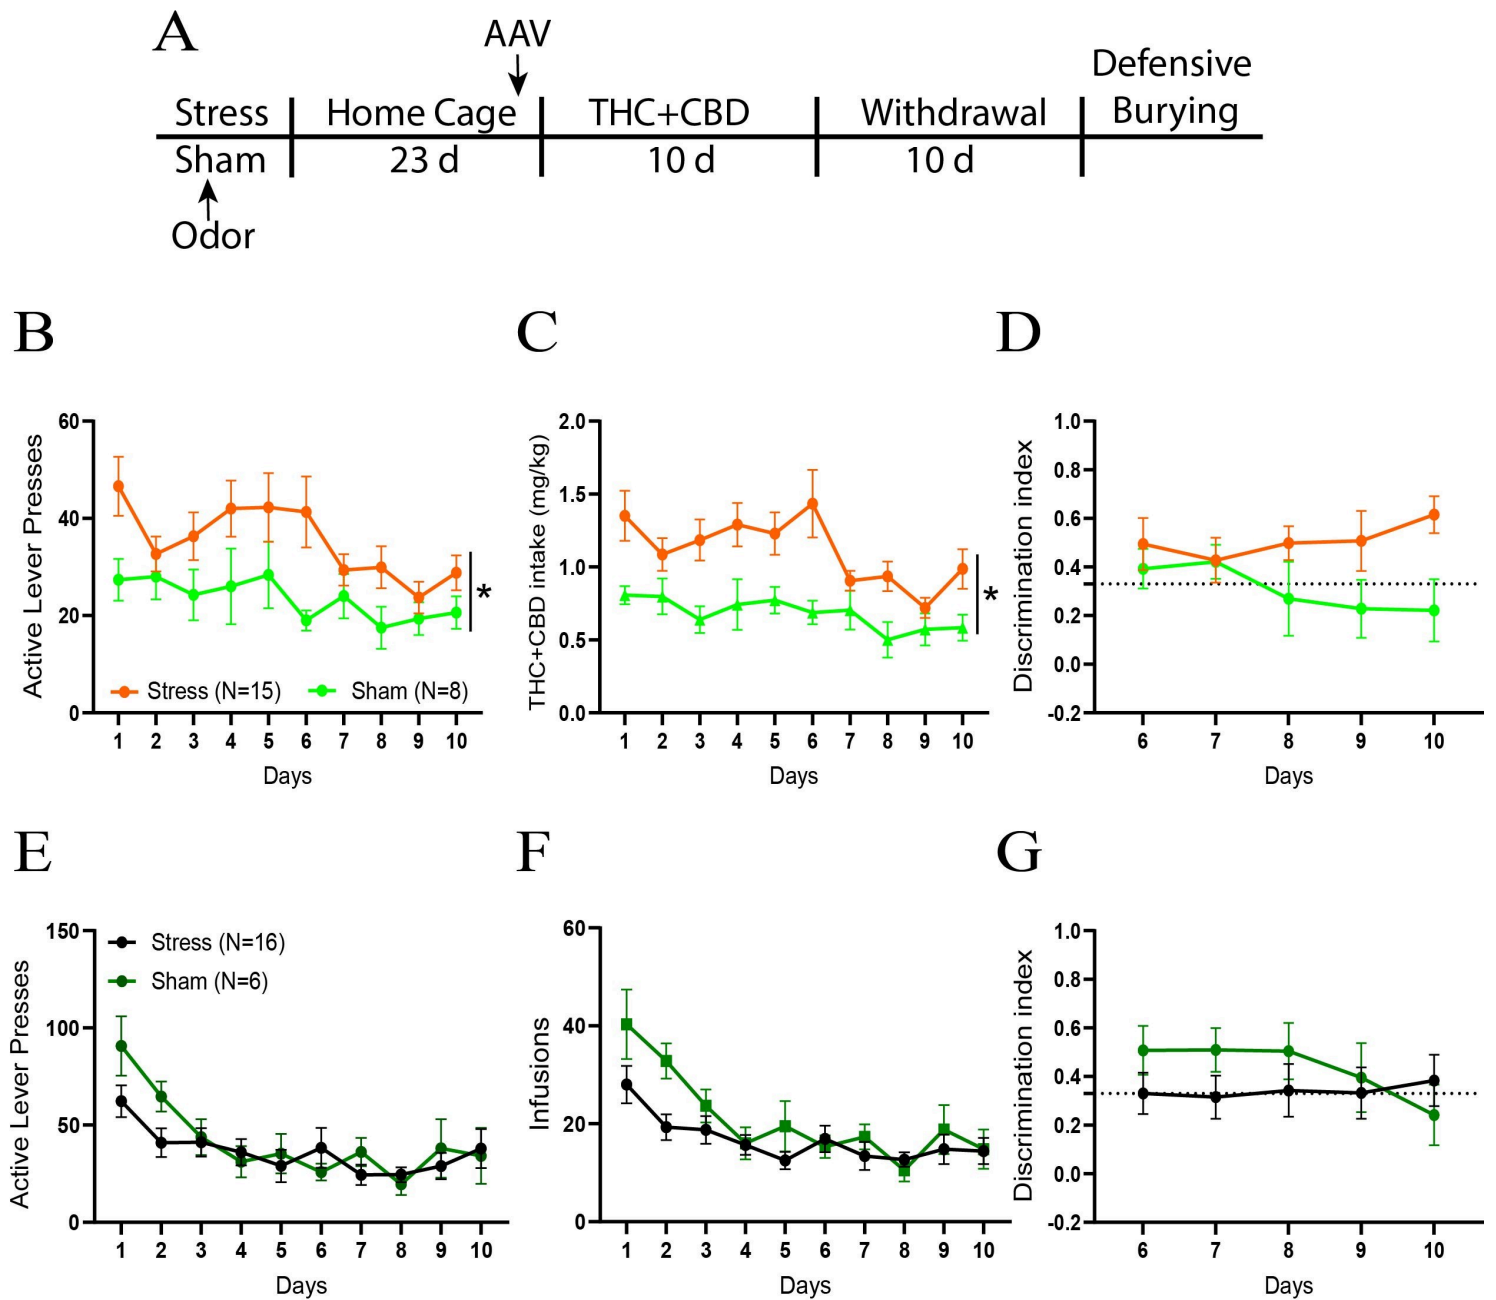 A
AAV
Stress
Home Cage
THC+CBD
Withdrawal
Defensive
Burying
Sham
23 d
10 d
10 d
Odor
B
Active Lever Presses
60
40
20
0
Stress (N=15)
Sham (N=8)
*
1 2 3 4 5 6 7 8 9 10
Days
C
THC+CBD intake (mg/kg)
2.0
1.5
1.0
0.5
0.0
*
1 2 3 4 5 6 7 8 9 10
Days
D
Discrimination index
1.0
0.8
0.6
0.4
0.2
0.0
-0.2
6 7 8 9 10
Days
E
Active Lever Presses
150
100
50
0
Stress (N=16)
Sham (N=6)
1 2 3 4 5 6 7 8 9 10
Days
F
Infusions
60
40
20
0
1 2 3 4 5 6 7 8 9 10
Days
G
Discrimination index
1.0
0.8
0.6
0.4
0.2
0.0
-0.2
6 7 8 9 10
Days